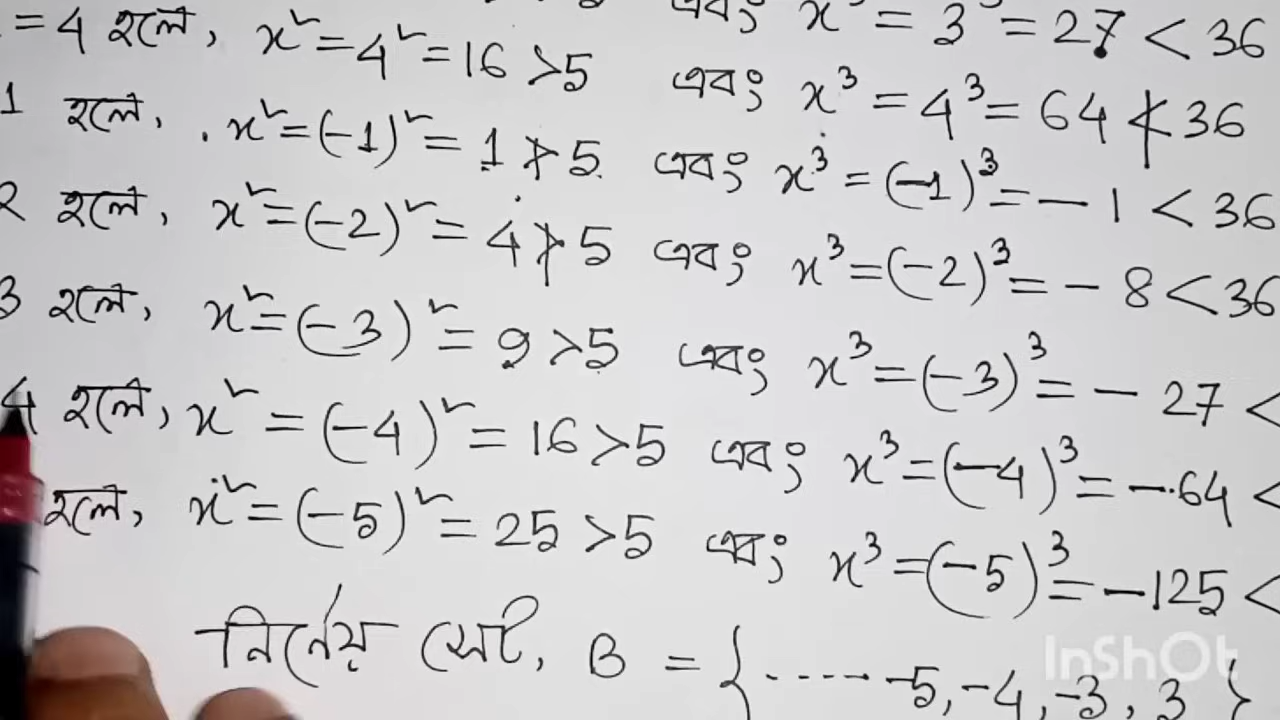 এবং x³ = 3³ = 27 < 36
= 4 হলে, x² = 4² = 16 > 5 এবং x³ = 4³ = 64 ≮ 36
1 হলে, x² = (-1)² = 1 ≯ 5 এবং x³ = (-1)³ = -1 < 36
2 হলে, x² = (-2)² = 4 ≯ 5 এবং x³ = (-2)³ = -8 < 36
3 হলে, x² = (-3)² = 9 > 5 এবং x³ = (-3)³ = -27 <
4 হলে, x² = (-4)² = 16 > 5 এবং x³ = (-4)³ = -64 <
হলে, x² = (-5)² = 25 > 5 এবং x³ = (-5)³ = -125 <
নির্নেয় সেট, B = { ..... -5, -4, -3, 3 }
InShOt